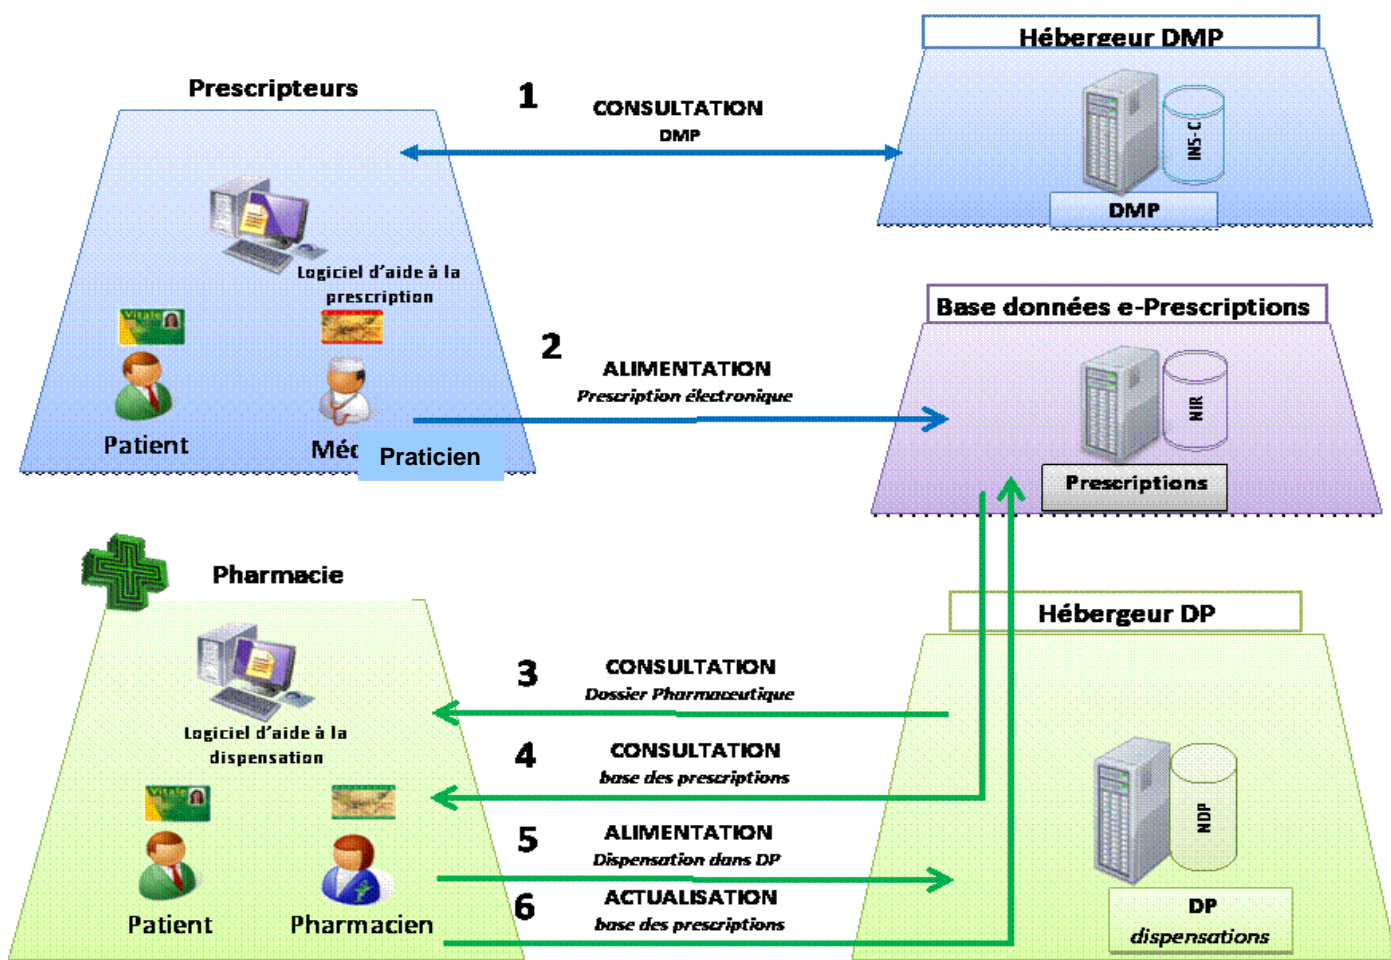 Hébergeur DMP
Prescripteurs
1
CONSULTATION
DMP
INS-C
DMP
Logiciel d'aide à la
prescription
Vitale
Patient
Méd
Praticien
2
ALIMENTATION
Prescription électronique
Base données e-Prescriptions
NIR
Prescriptions
Pharmacie
Logiciel d'aide à la
dispensation
Vitale
Patient
Pharmacien
3
CONSULTATION
Dossier Pharmaceutique
4
CONSULTATION
base des prescriptions
5
ALIMENTATION
Dispensation dans DP
6
ACTUALISATION
base des prescriptions
Hébergeur DP
NDP
DP
dispensations